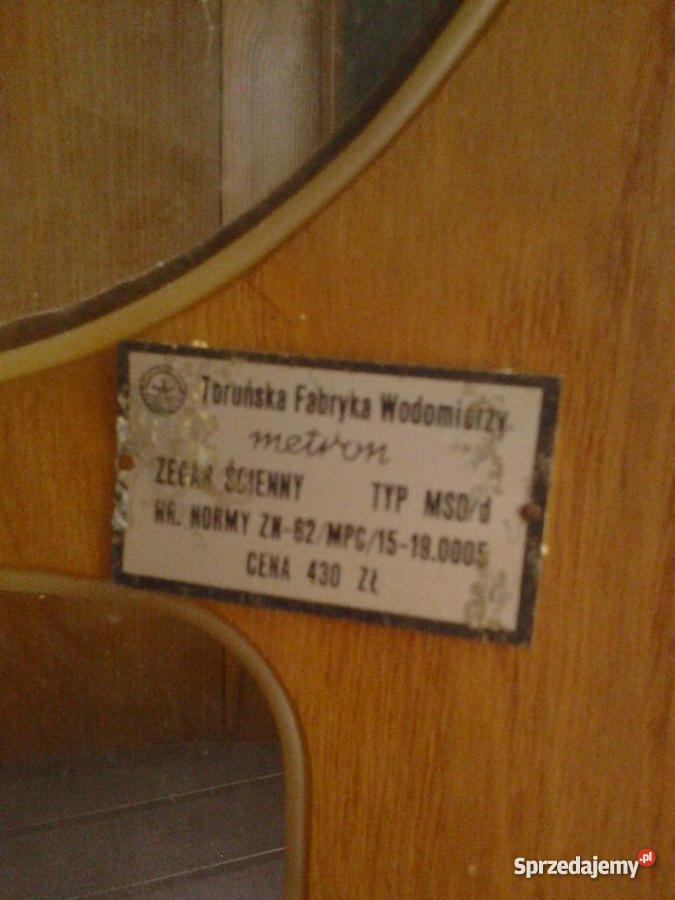 Toruńska Fabryka Wodomierzy
metron
ZEGAR ŚCIENNY TYP MSD/d
NR. NORMY ZN-62/MPC/15-19.0005
CENA 430 ZŁ
Sprzedajemy.pl